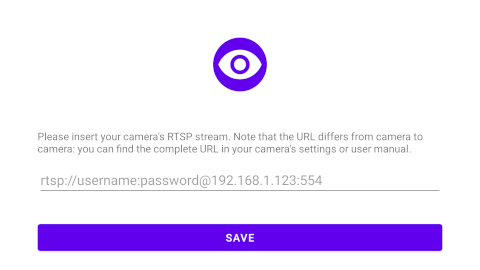 Please insert your camera's RTSP stream. Note that the URL differs from camera to
camera: you can find the complete URL in your camera's settings or user manual.
rtsp://username:password@192.168.1.123:554
SAVE